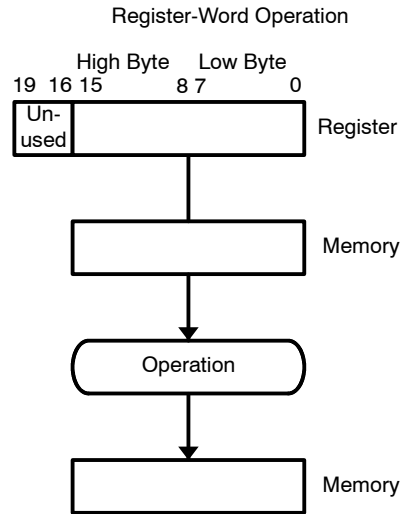 Register-Word Operation
High Byte Low Byte
19 16 15 8 7 0
Un-
used
Register
Memory
Operation
Memory